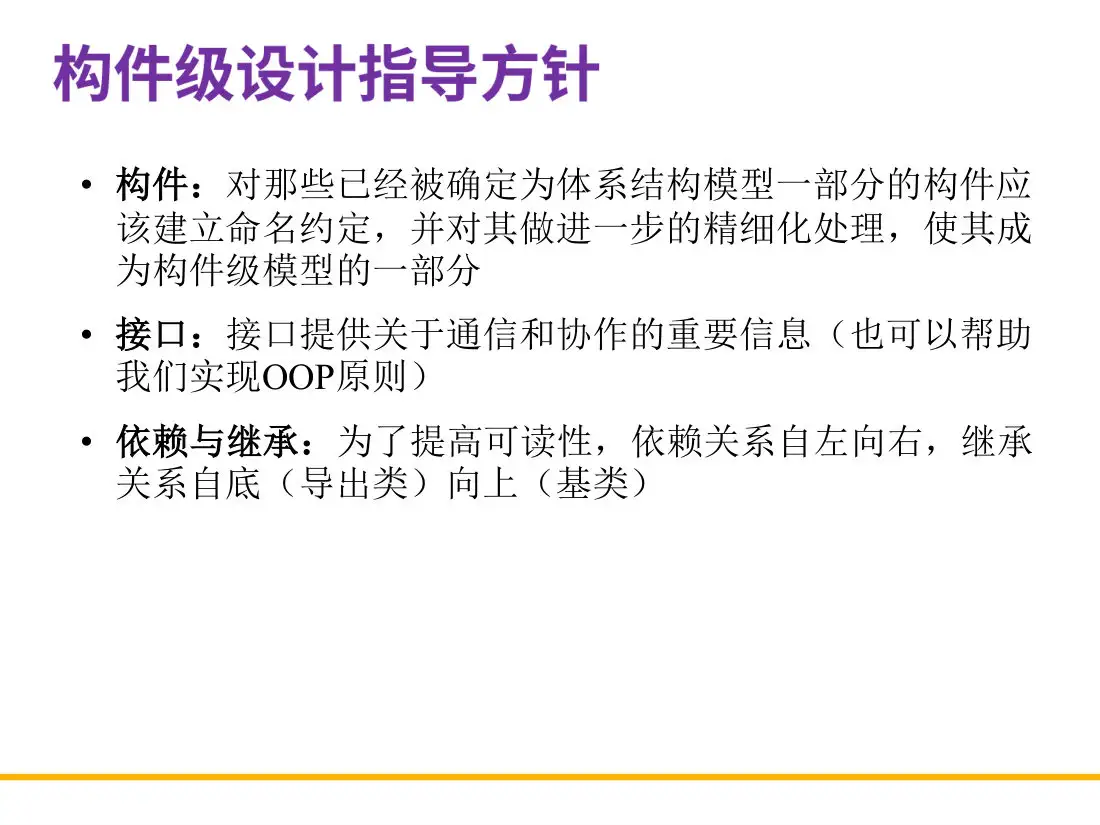 构件级设计指导方针
• 构件：对那些已经被确定为体系结构模型一部分的构件应
该建立命名约定，并对其做进一步的精细化处理，使其成
为构件级模型的一部分
• 接口：接口提供关于通信和协作的重要信息（也可以帮助
我们实现OOP原则）
• 依赖与继承：为了提高可读性，依赖关系自左向右，继承
关系自底（导出类）向上（基类）